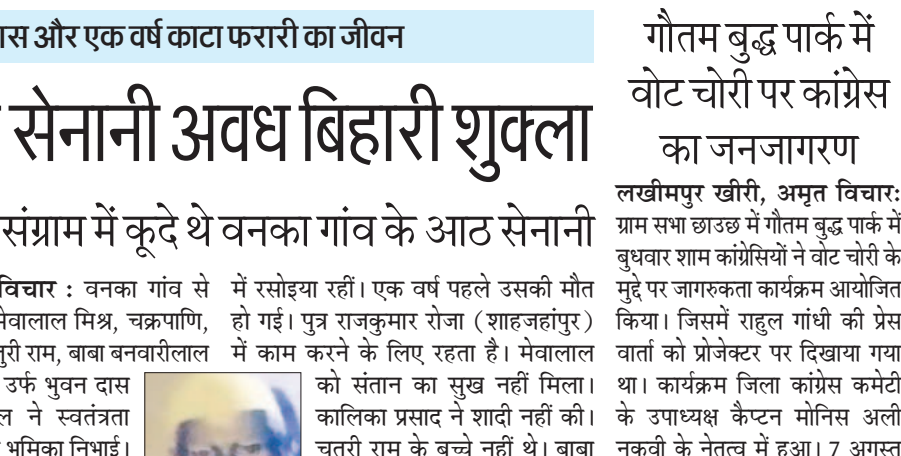 और एक वर्ष काटा फरारी का जीवन
सेनानी अवध बिहारी शुक्ला
संग्राम में कूदे थे वनका गांव के आठ सेनानी
विचार : वनका गांव से
मेवालाल मिश्र, चक्रपाणि,
राम, बाबा बनवारीलाल
उर्फ भुवन दास
ने स्वतंत्रता
भूमिका निभाई।
में रसोइया रहीं। एक वर्ष पहले उसकी मौत
हो गई। पुत्र राजकुमार रोजा (शाहजहांपुर)
में काम करने के लिए रहता है। मेवालाल
को संतान का सुख नहीं मिला।
कालिका प्रसाद ने शादी नहीं की।
चतुरी राम के बच्चे नहीं थे। बाबा
गौतम बुद्ध पार्क में
वोट चोरी पर कांग्रेस
का जनजागरण
लखीमपुर खीरी, अमृत विचार:
ग्राम सभा छाउछ में गौतम बुद्ध पार्क में
बुधवार शाम कांग्रेसियों ने वोट चोरी के
मुद्दे पर जागरुकता कार्यक्रम आयोजित
किया। जिसमें राहुल गांधी की प्रेस
वार्ता को प्रोजेक्टर पर दिखाया गया
था। कार्यक्रम जिला कांग्रेस कमेटी
के उपाध्यक्ष कैप्टन मोनिस अली
नकवी के नेतृत्व में हुआ। 7 अगस्त